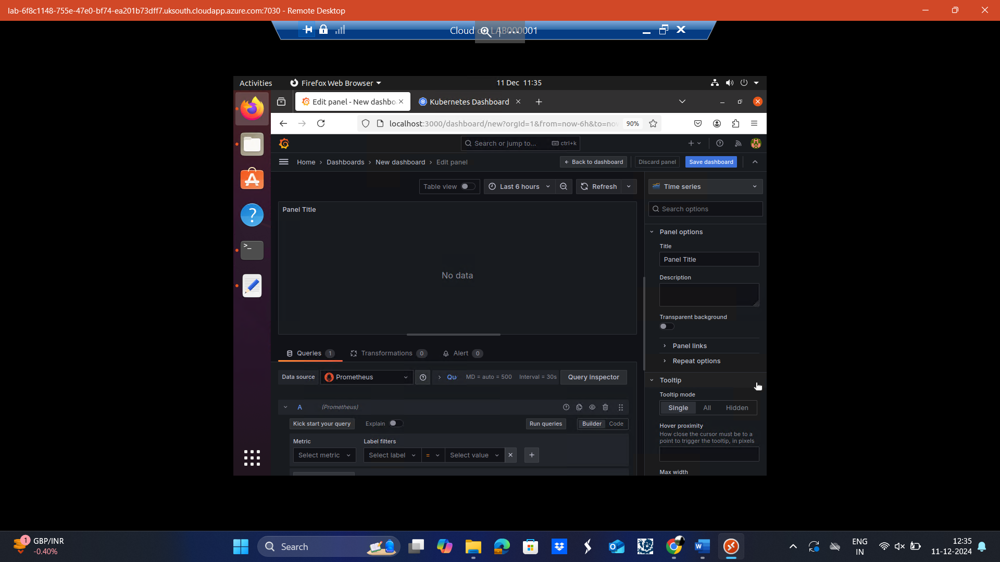 lab-6f8c1148-755e-47e0-bf74-ea201b73dff7.uksouth.cloudapp.azure.com:7030 - Remote Desktop
Cloud LAB000001
Activities Firefox Web Browser 11 Dec 11:35
Edit panel - New dashbo Kubernetes Dashboard
localhost:3000/dashboard/new?orgId=1&from=now-6h&to=nov 90%
Search or jump to... ctrl+k
Home › Dashboards › New dashboard › Edit panel Back to dashboard Discard panel Save dashboard
Table view Last 6 hours Refresh Time series
Panel Title
Search options
Panel options
Title
Panel Title
No data
Description
Transparent background
Panel links
Repeat options
Queries 1 Transformations 0 Alert 0
Data source Prometheus Qu MD = auto = 500 Interval = 30s Query inspector
Tooltip
Tooltip mode
Single All Hidden
A (Prometheus)
Kick start your query Explain Run queries Builder Code
Hover proximity
How close the cursor must be to a
point to trigger the tooltip, in pixels
Metric Label filters
Select metric Select label = Select value
Max width
1 GBP/INR
-0.40%
Search
ENG
IN
12:35
11-12-2024